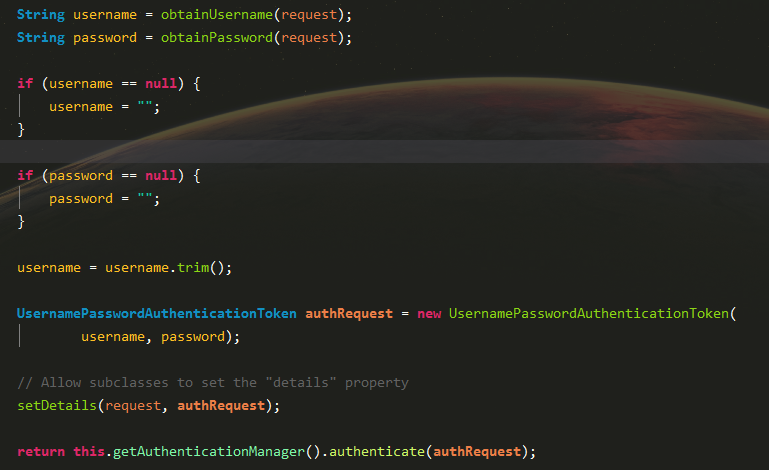 String username = obtainUsername(request);
String password = obtainPassword(request);
if (username == null) {
username = "";
}
if (password == null) {
password = "";
}
username = username.trim();
UsernamePasswordAuthenticationToken authRequest = new UsernamePasswordAuthenticationToken(
username, password);
// Allow subclasses to set the "details" property
setDetails(request, authRequest);
return this.getAuthenticationManager().authenticate(authRequest);